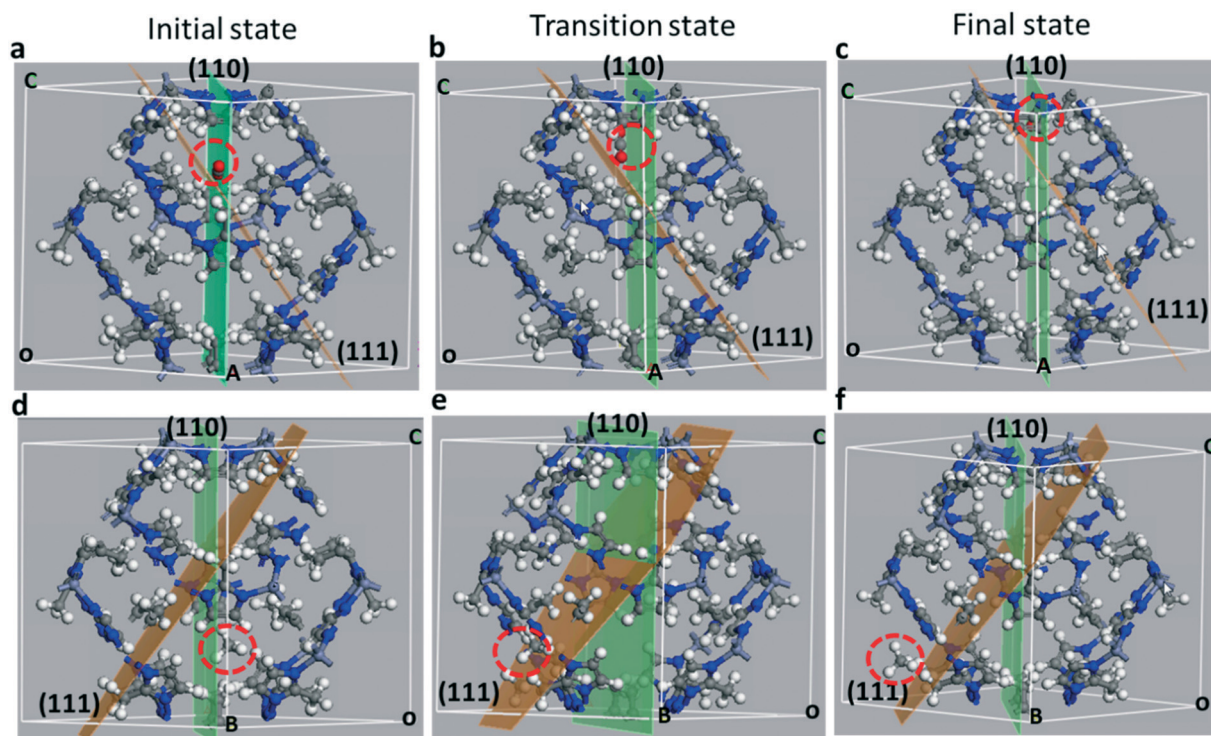 Initial state
Transition state
Final state
a
(110)
C
O
A
(111)
b
(110)
C
O
A
(111)
c
(110)
C
O
A
(111)
d
(110)
C
(111)
B
O
e
(110)
C
(111)
B
O
f
(110)
C
(111)
B
O